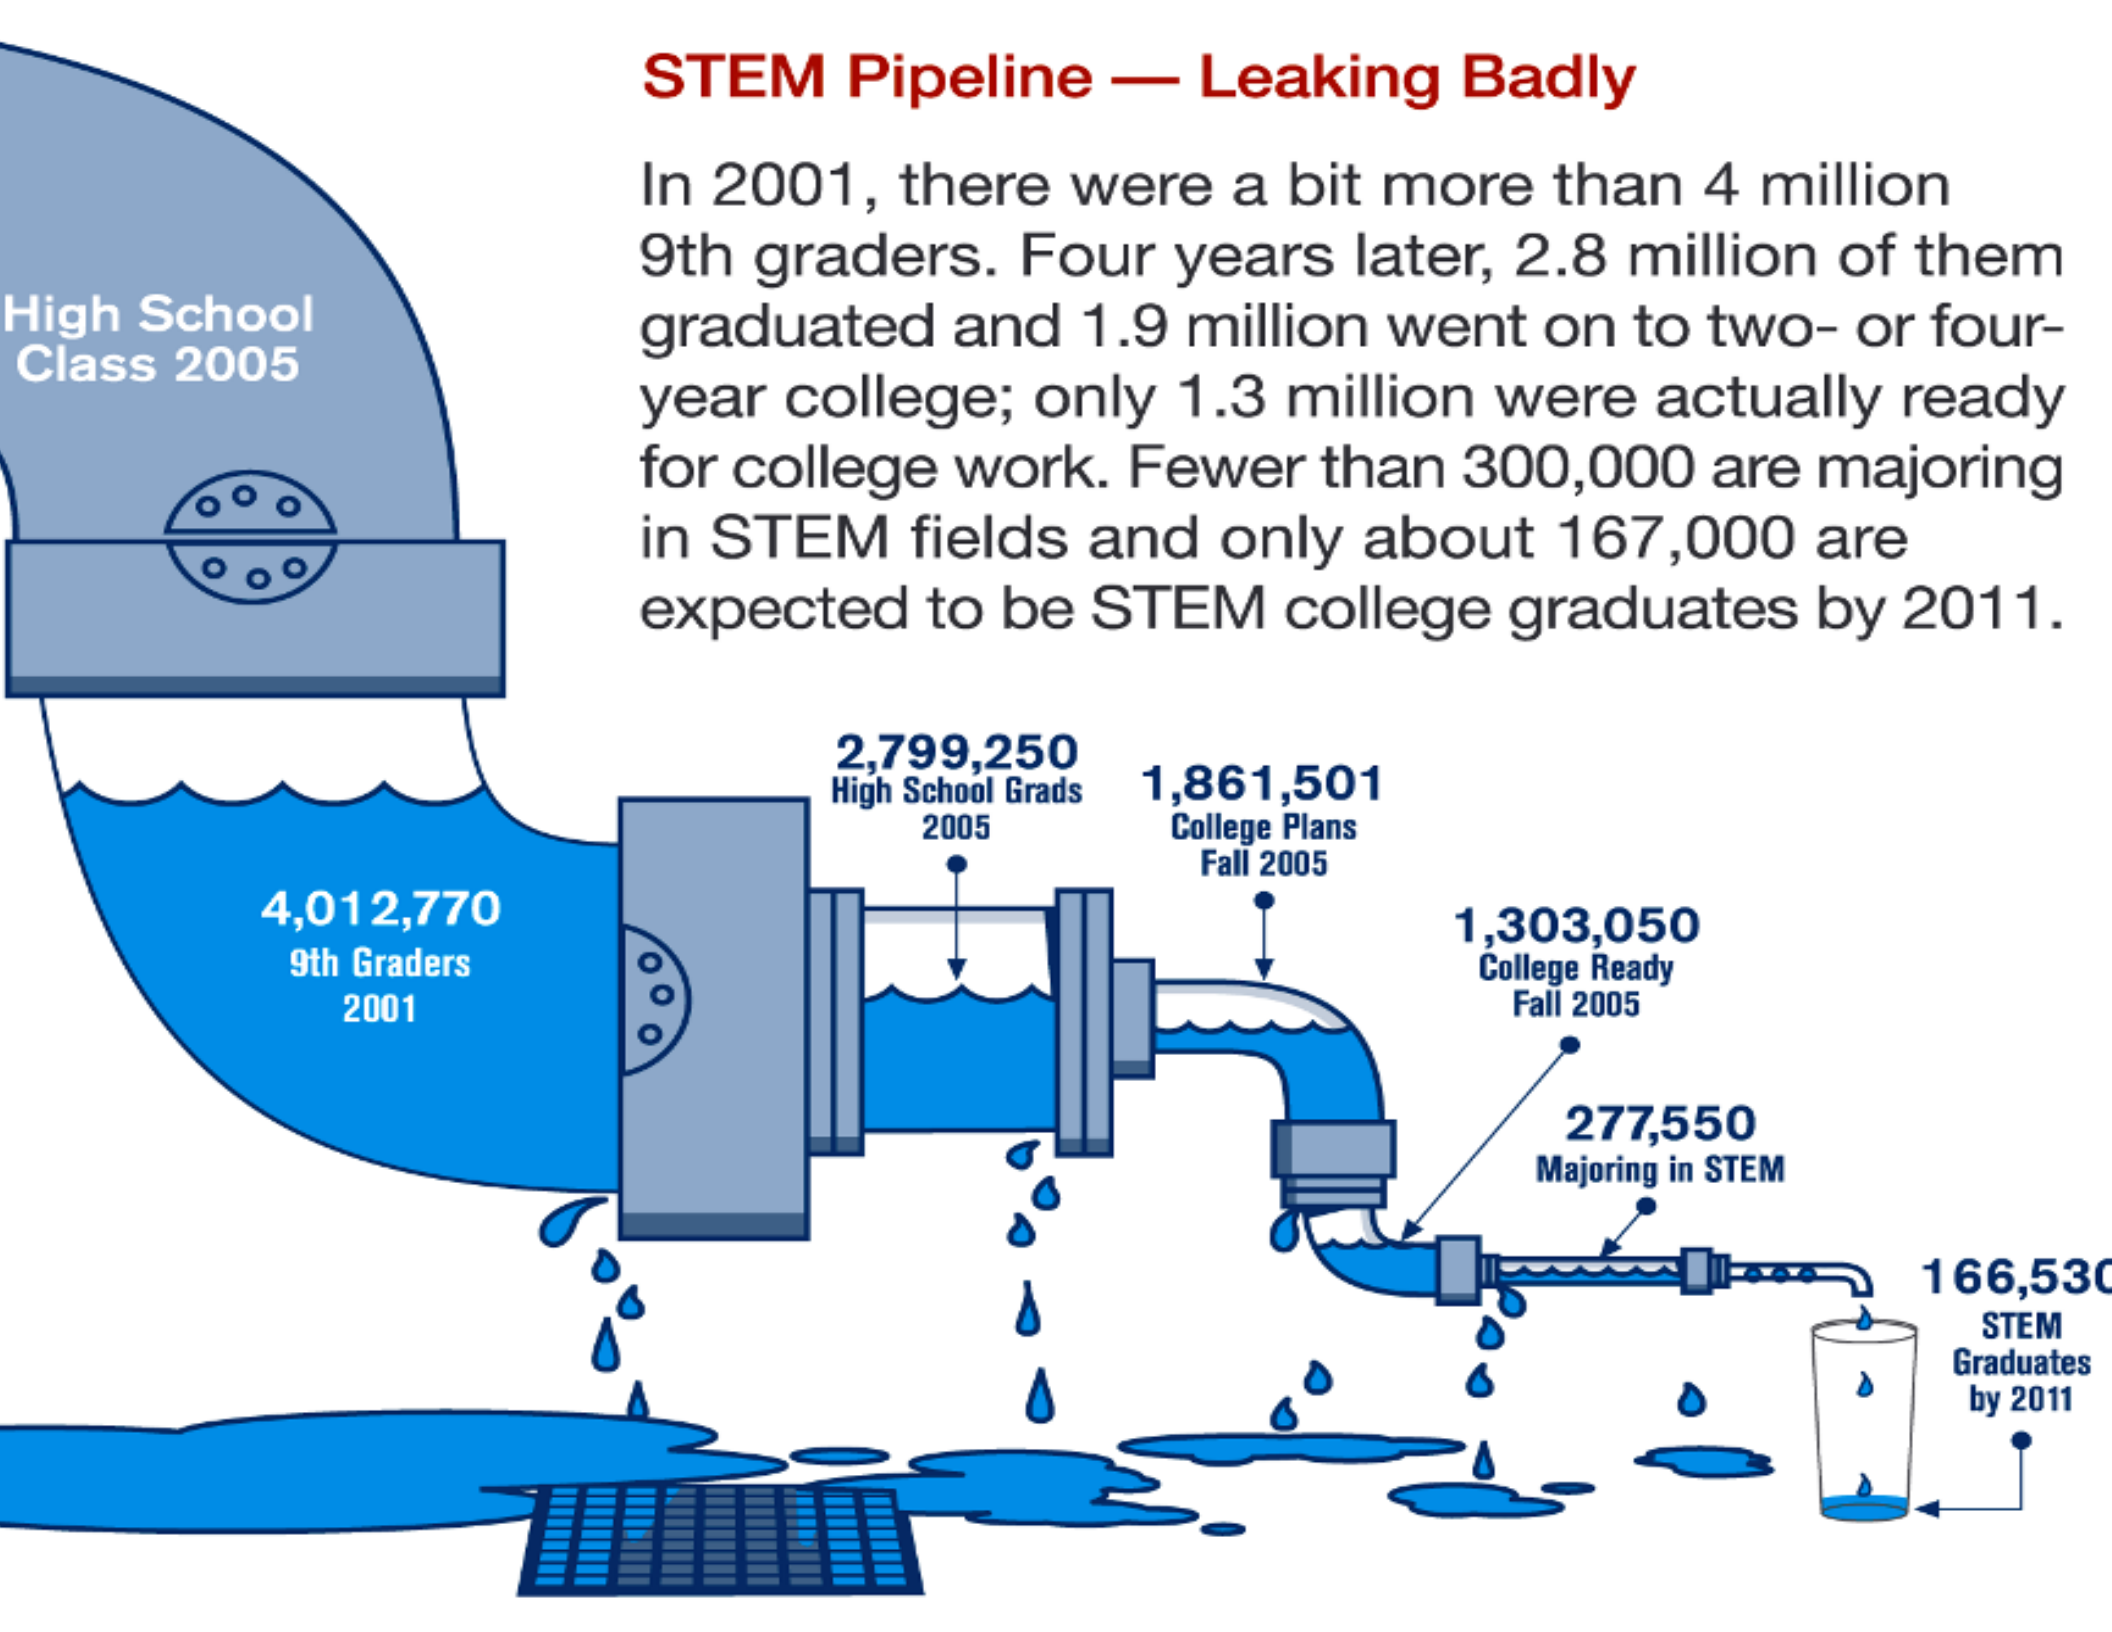 STEM Pipeline — Leaking Badly
In 2001, there were a bit more than 4 million
9th graders. Four years later, 2.8 million of them
graduated and 1.9 million went on to two- or four-
year college; only 1.3 million were actually ready
for college work. Fewer than 300,000 are majoring
in STEM fields and only about 167,000 are
expected to be STEM college graduates by 2011.
High School
Class 2005
4,012,770
9th Graders
2001
2,799,250
High School Grads
2005
1,861,501
College Plans
Fall 2005
1,303,050
College Ready
Fall 2005
277,550
Majoring in STEM
166,530
STEM
Graduates
by 2011